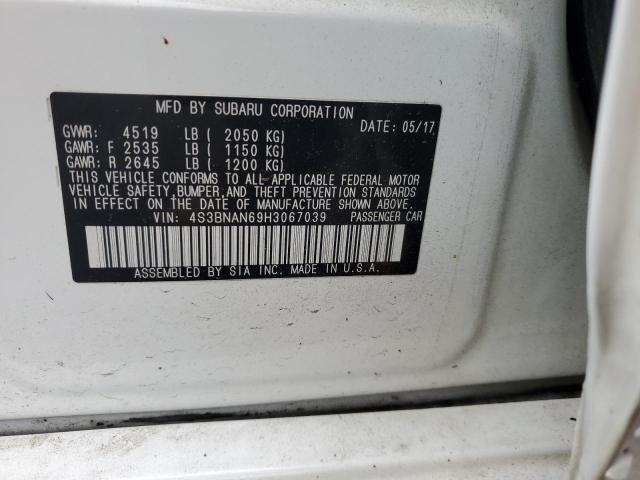 MFD BY SUBARU CORPORATION
GVWR: 4519 LB ( 2050 KG) DATE: 05/17
GAWR: F 2535 LB ( 1150 KG)
GAWR: R 2645 LB ( 1200 KG)
THIS VEHICLE CONFORMS TO ALL APPLICABLE FEDERAL MOTOR
VEHICLE SAFETY,BUMPER,AND THEFT PREVENTION STANDARDS
IN EFFECT ON THE DATE OF MANUFACTURE SHOWN ABOVE.
VIN: 4S3BNAN69H3067039 PASSENGER CAR
ASSEMBLED BY SIA INC. MADE IN U.S.A.